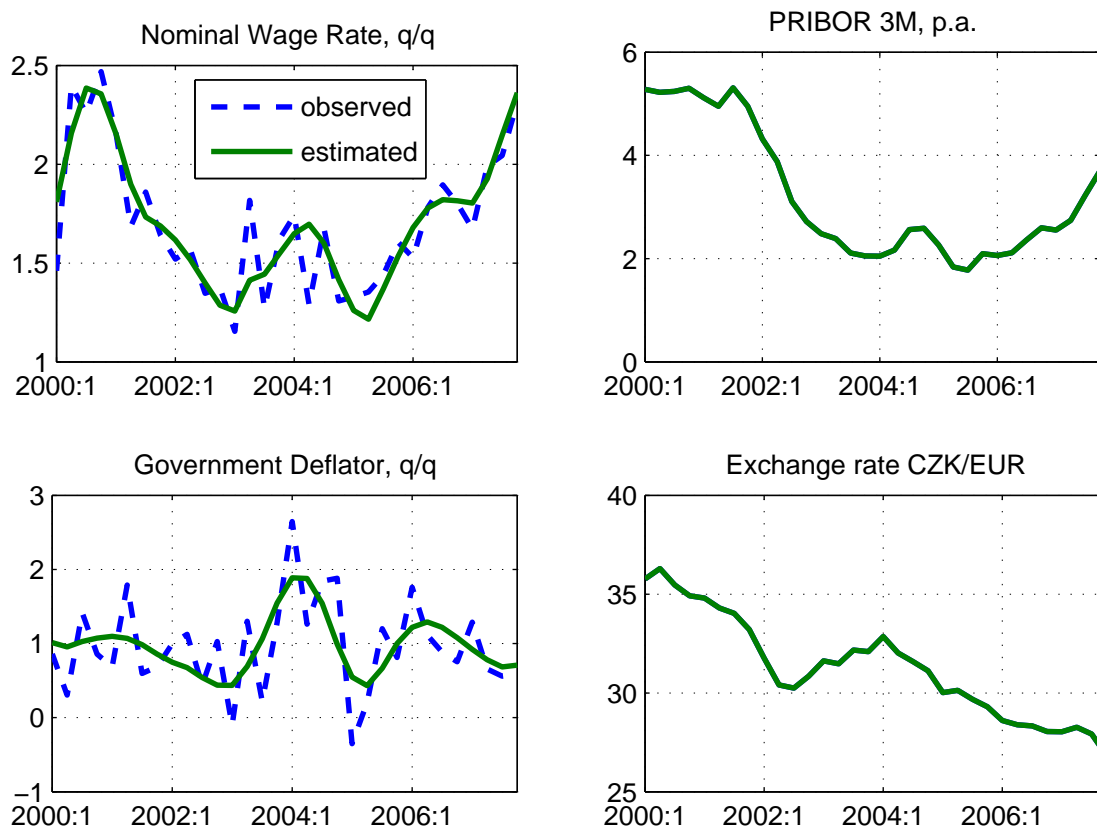 Nominal Wage Rate, q/q
2.5
2
1.5
1
2000:1 2002:1 2004:1 2006:1
observed
estimated
PRIBOR 3M, p.a.
6
4
2
0
2000:1 2002:1 2004:1 2006:1
Government Deflator, q/q
3
2
1
0
−1
2000:1 2002:1 2004:1 2006:1
Exchange rate CZK/EUR
40
35
30
25
2000:1 2002:1 2004:1 2006:1